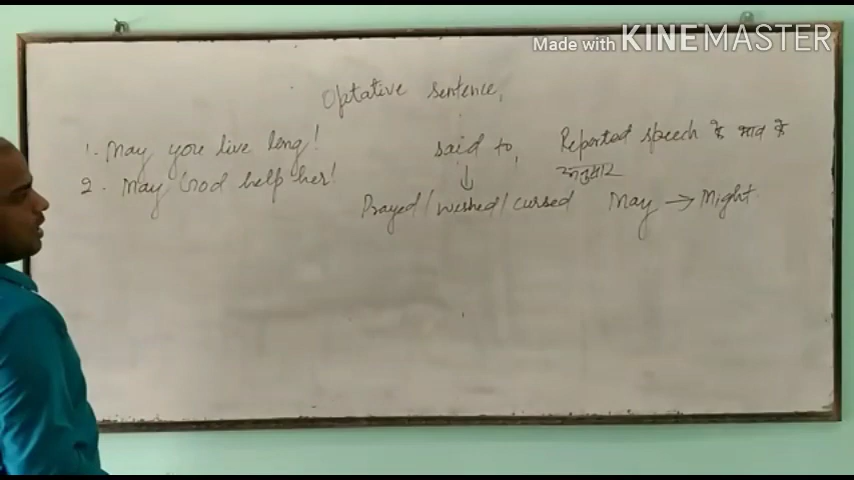 Made with KINEMASTER
Optative sentence,
1. May you live long!
2. May God help her!
said to, Reported speech के भाव के
अनुसार
↓
Prayed/wished/cursed May → Might